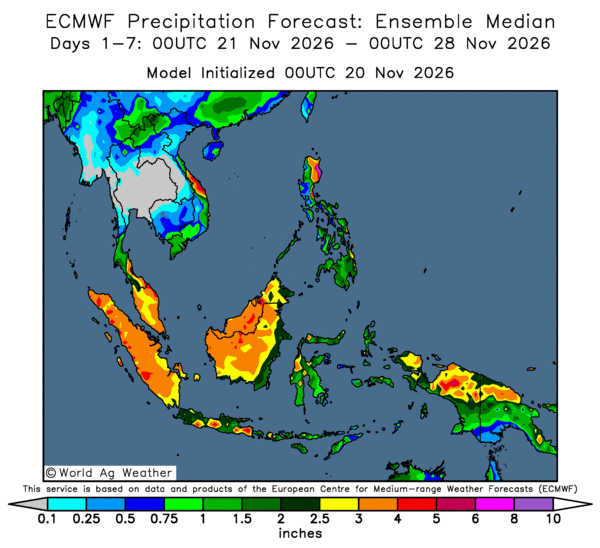 ECMWF Precipitation Forecast: Ensemble Median
Days 1–7: 00UTC 21 Nov 2026 – 00UTC 28 Nov 2026
Model Initialized 00UTC 20 Nov 2026
© World Ag Weather
This service is based on data and products of the European Centre for Medium-range Weather Forecasts (ECMWF)
0.1 0.25 0.5 0.75 1 1.5 2 2.5 3 4 5 6 8 10
inches